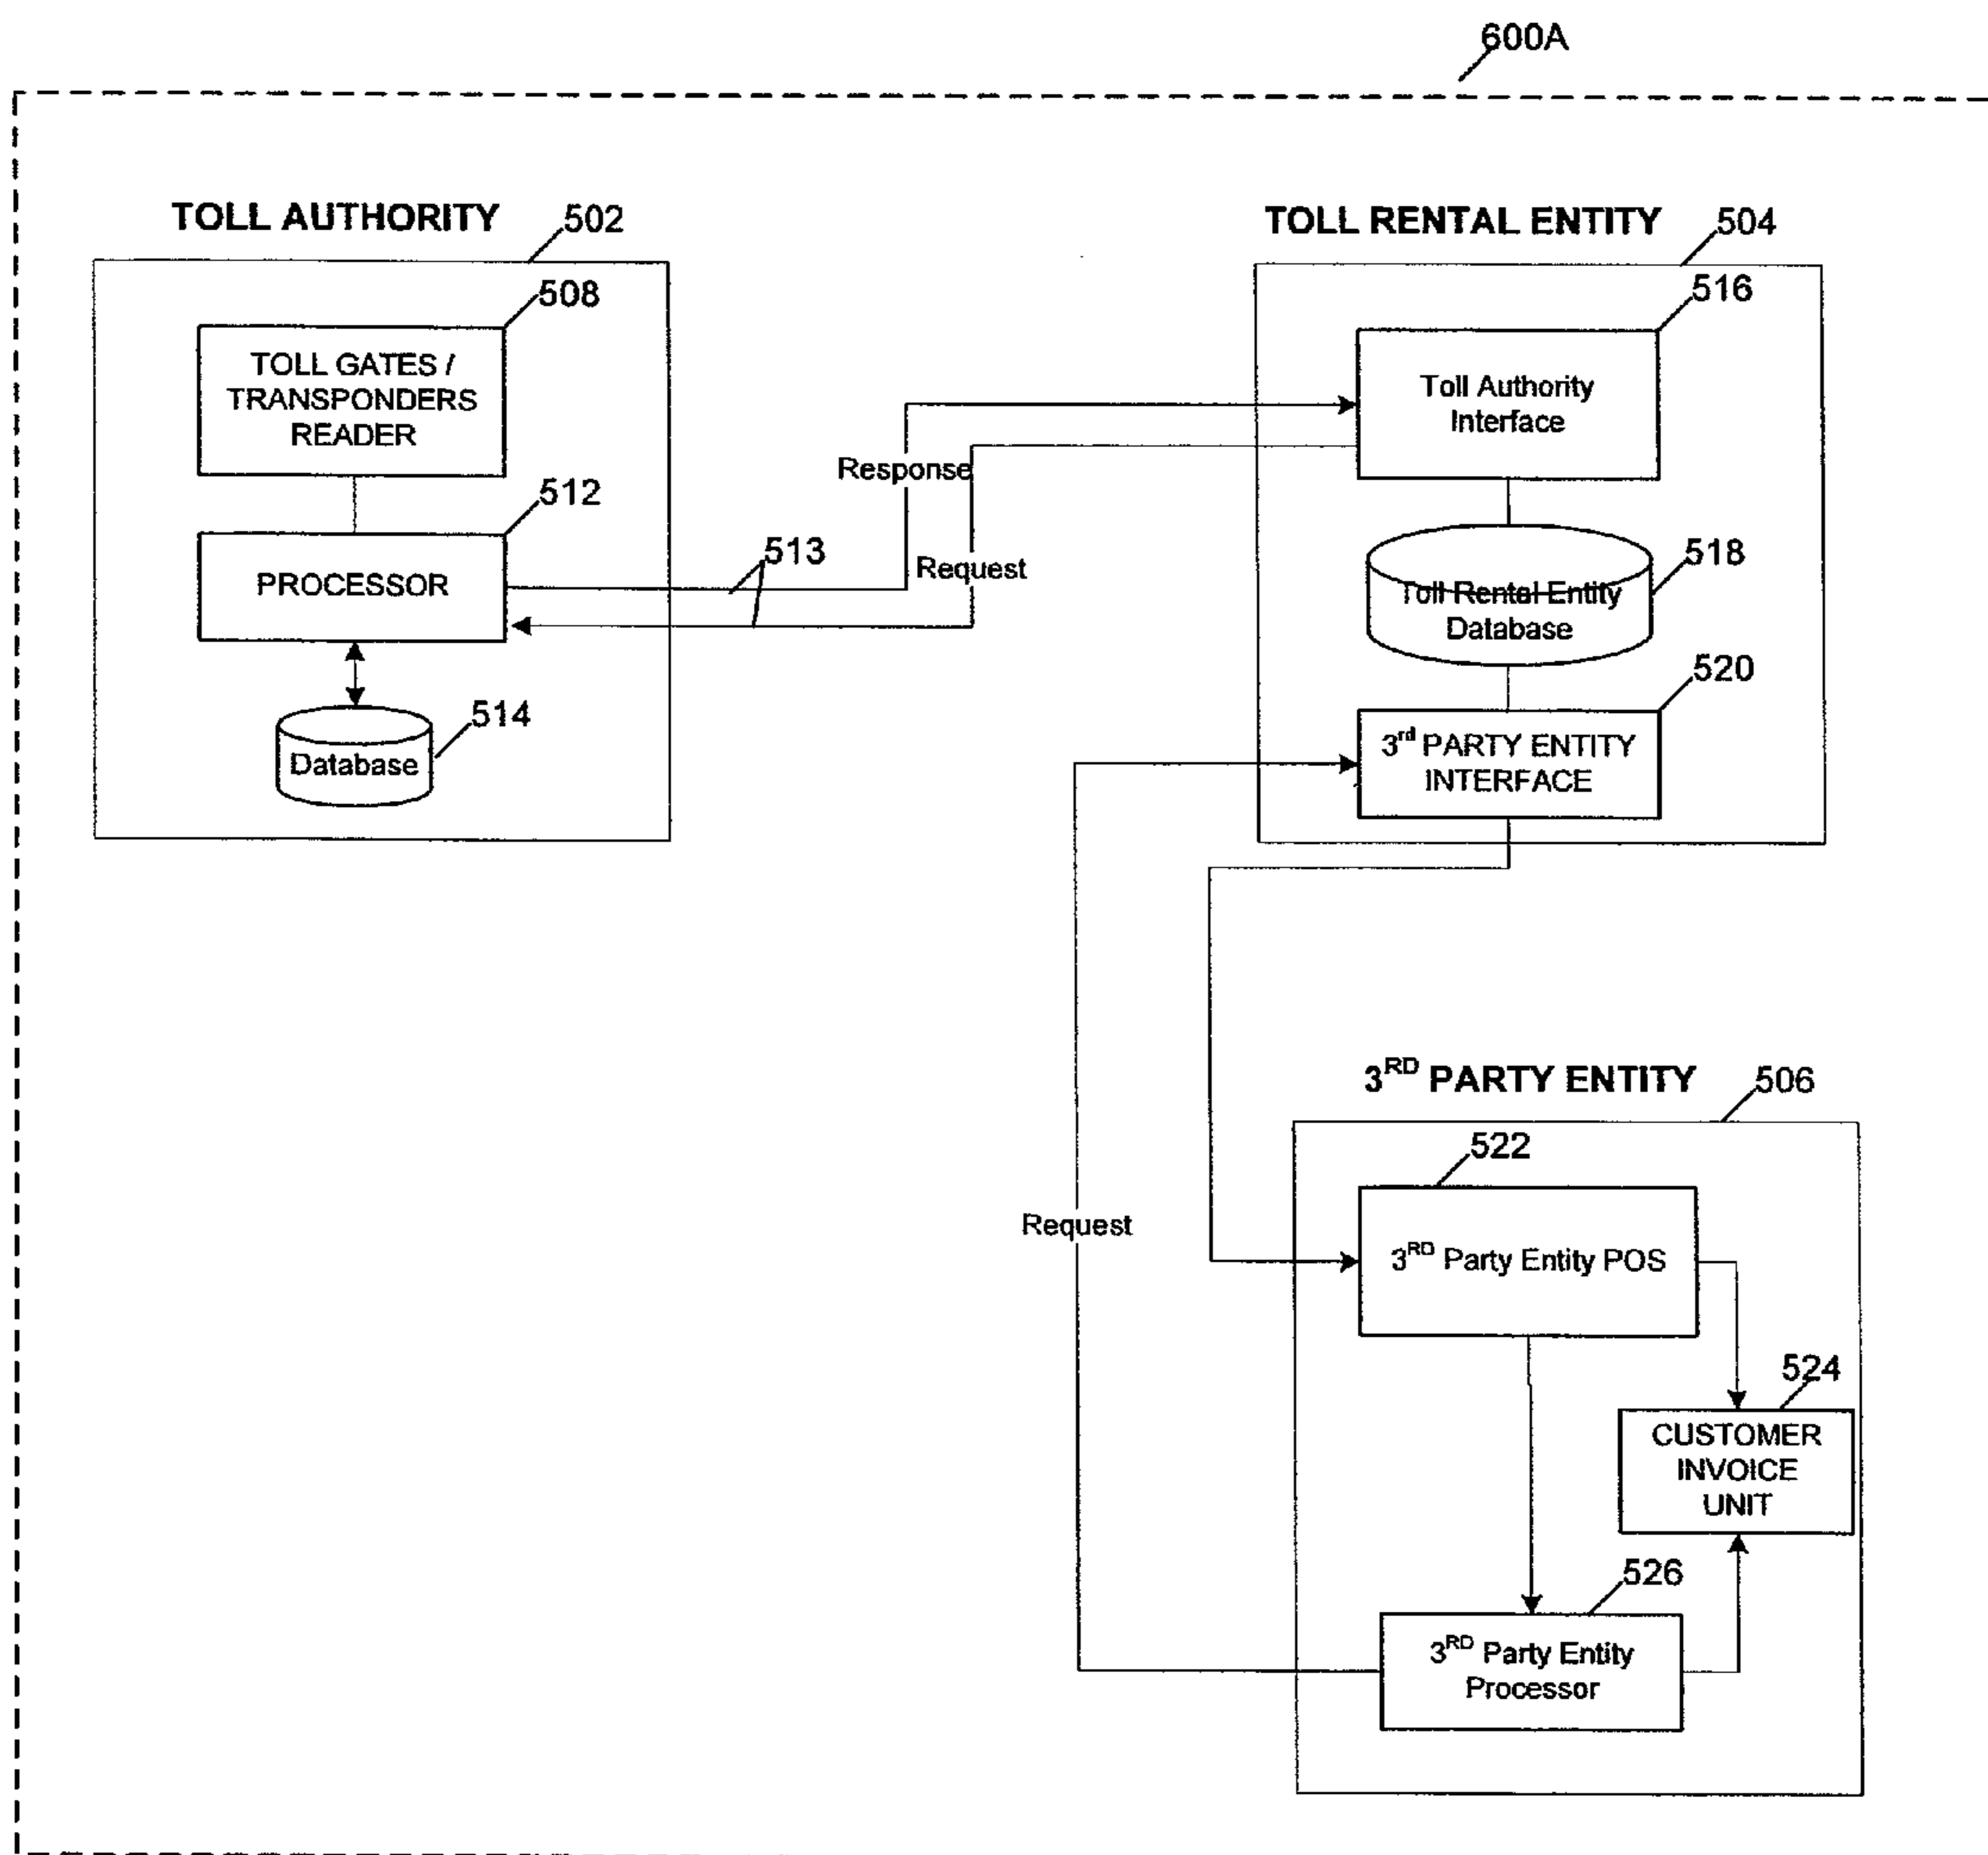 600A
TOLL AUTHORITY
502
508
TOLL GATES /
TRANSPONDERS
READER
512
PROCESSOR
513
514
Database
Response
Request
TOLL RENTAL ENTITY
504
516
Toll Authority
Interface
518
Toll Rental Entity
Database
520
3rd PARTY ENTITY
INTERFACE
Request
3RD PARTY ENTITY
506
522
3RD Party Entity POS
524
CUSTOMER
INVOICE
UNIT
526
3RD Party Entity
Processor